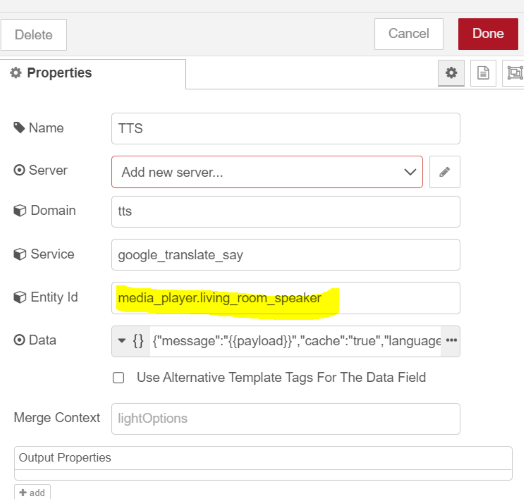 Delete
Cancel
Done
Properties
Name
TTS
Server
Add new server...
Domain
tts
Service
google_translate_say
Entity Id
media_player.living_room_speaker
Data
{} {"message":"{{payload}}","cache":"true","language •••
Use Alternative Template Tags For The Data Field
Merge Context
lightOptions
Output Properties
+ add